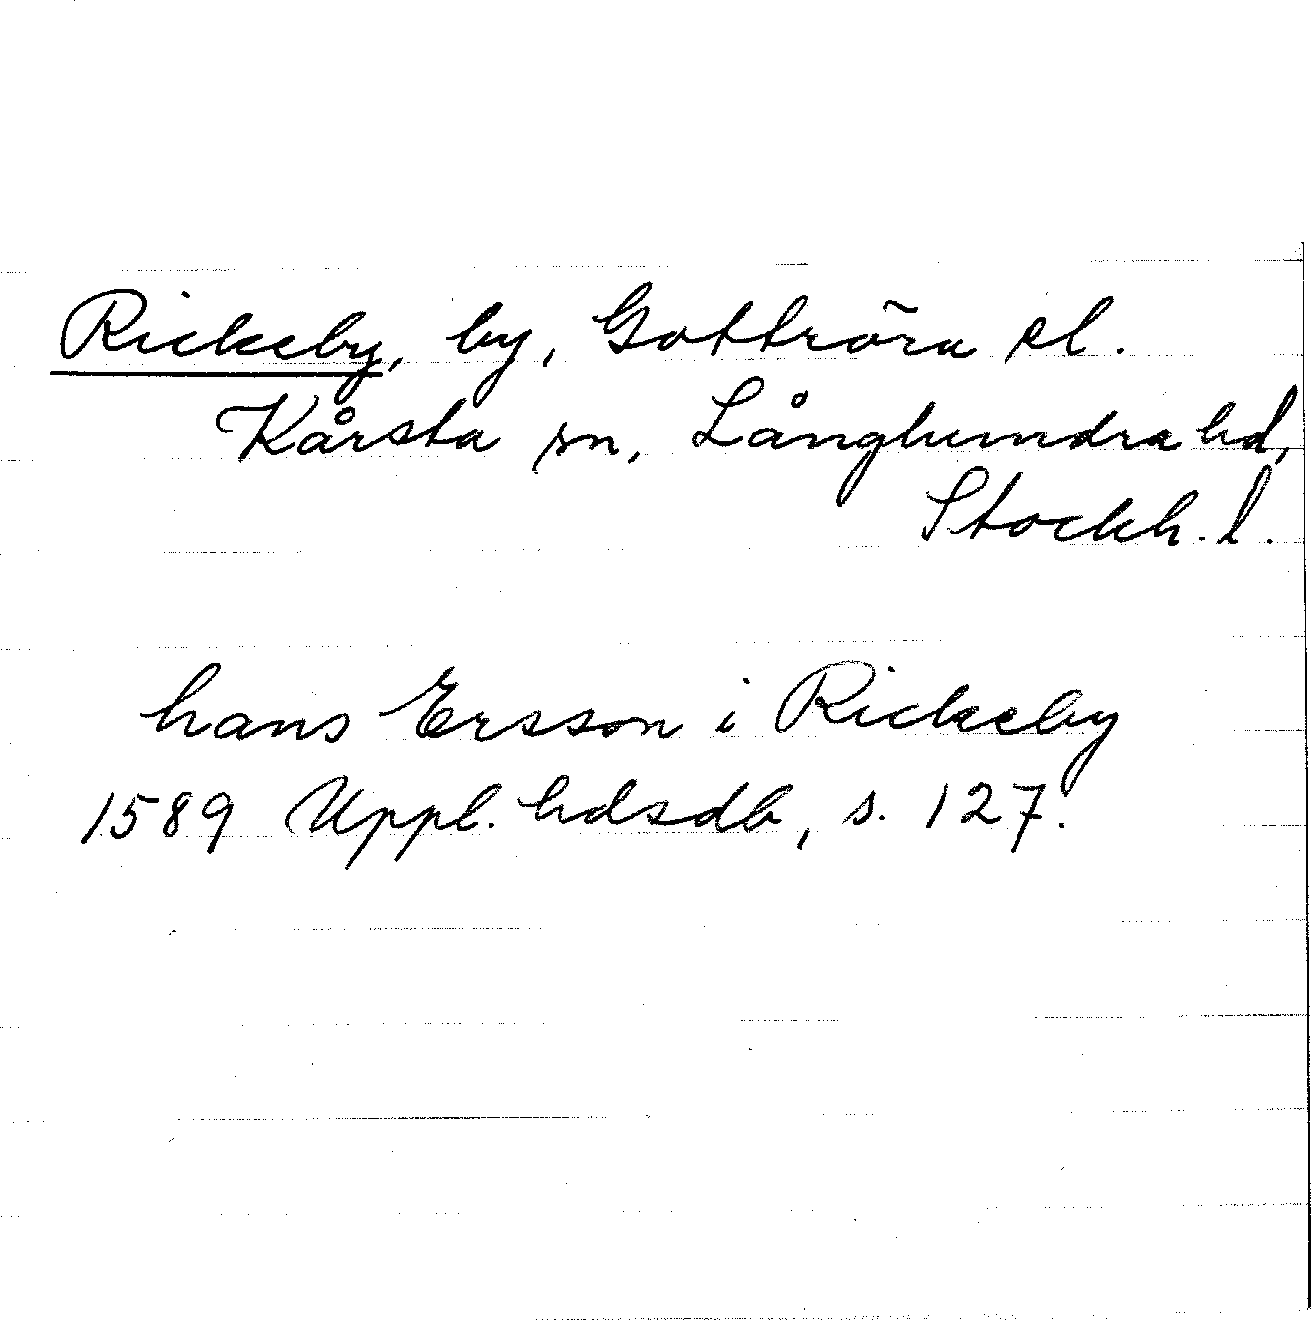 Rickeby, by, Gottröra sl.
Kårsta sn, Långhundra hd,
Stockh. l.
hans Ersson i Rickeby
1589 Uppl. hdsdb, s. 127.